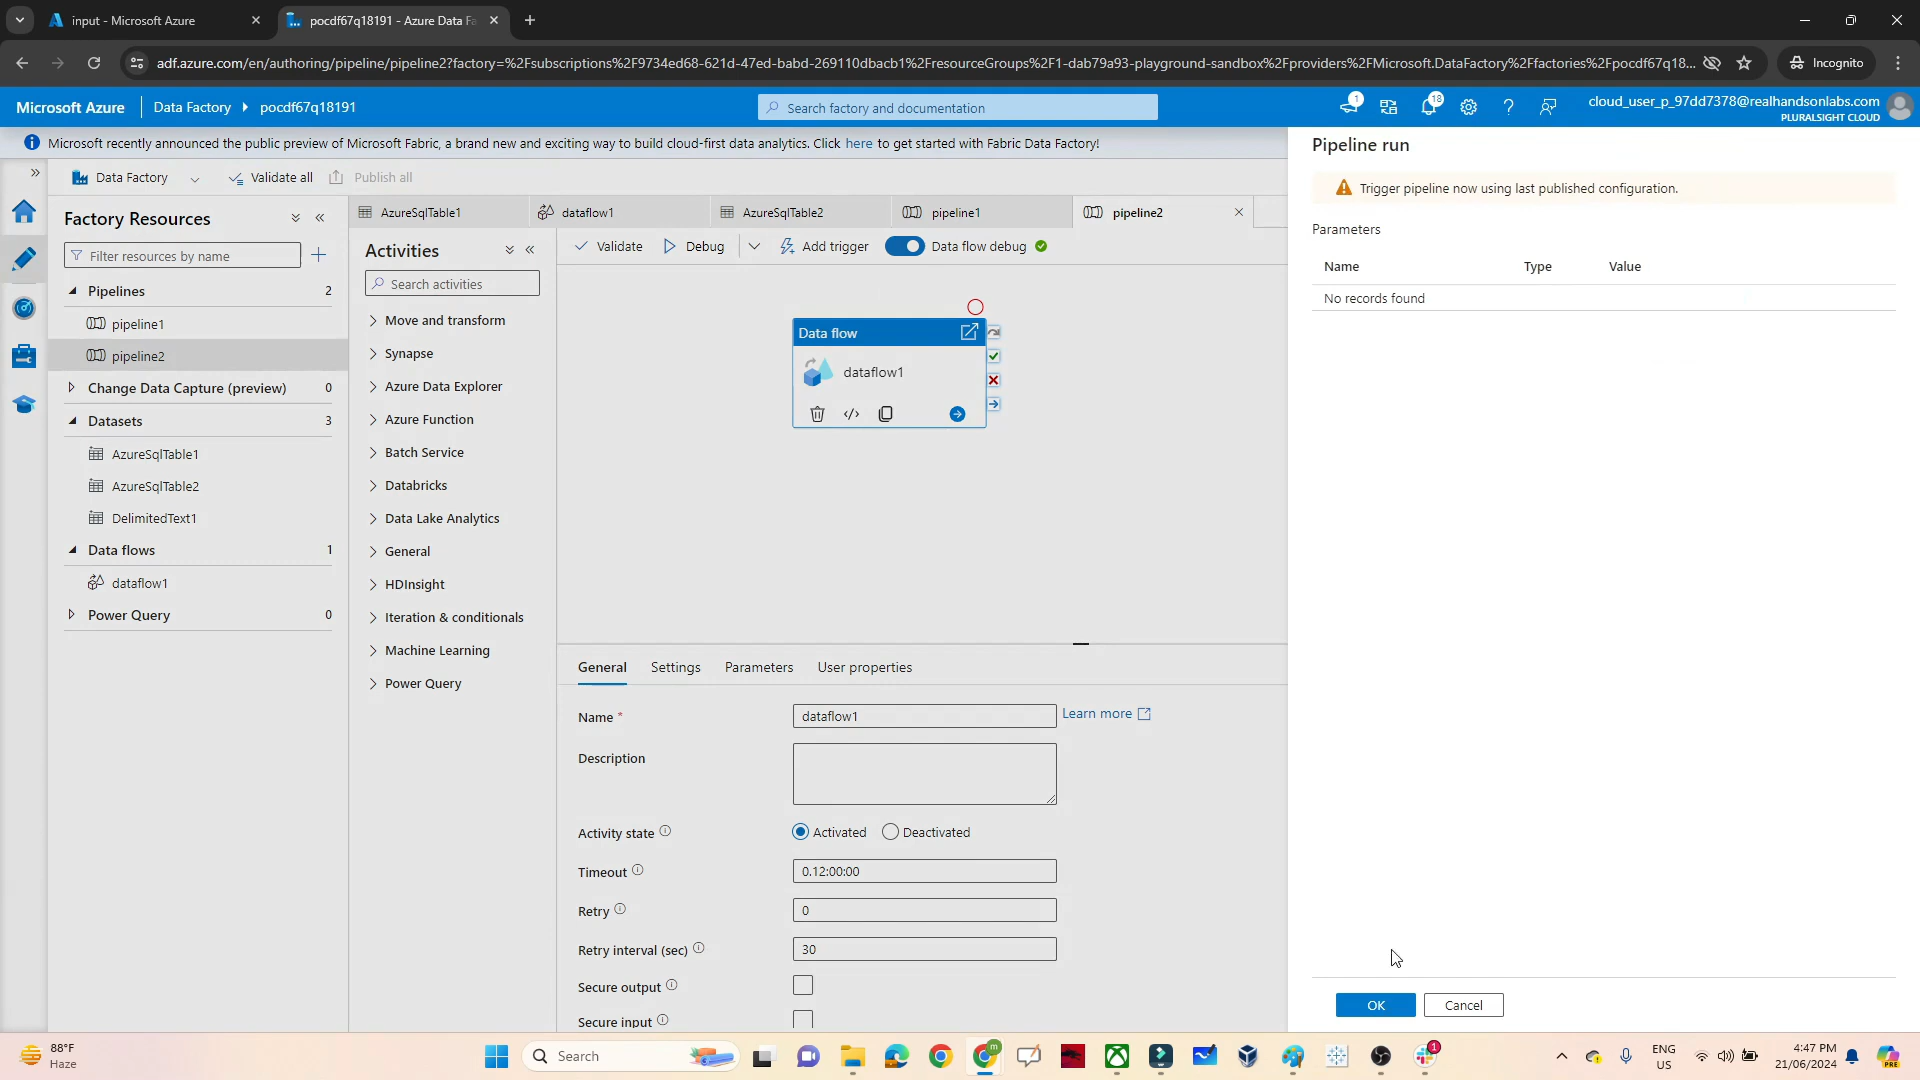 input - Microsoft Azure
pocdf67q18191 - Azure Data Fa
adf.azure.com/en/authoring/pipeline/pipeline2?factory=%2Fsubscriptions%2F9734ed68-621d-47ed-babd-269110dbacb1%2FresourceGroups%2F1-dab79a93-playground-sandbox%2Fproviders%2FMicrosoft.DataFactory%2Ffactories%2Fpocdf67q18...
Incognito
Microsoft Azure
Data Factory
pocdf67q18191
Search factory and documentation
1
18
cloud_user_p_97dd7378@realhandsonlabs.com
PLURALSIGHT CLOUD
Microsoft recently announced the public preview of Microsoft Fabric, a brand new and exciting way to build cloud-first data analytics. Click here to get started with Fabric Data Factory!
Data Factory
Validate all
Publish all
Factory Resources
Filter resources by name
Pipelines 2
pipeline1
pipeline2
Change Data Capture (preview) 0
Datasets 3
AzureSqlTable1
AzureSqlTable2
DelimitedText1
Data flows 1
dataflow1
Power Query 0
AzureSqlTable1
dataflow1
AzureSqlTable2
pipeline1
pipeline2
Activities
Search activities
Move and transform
Synapse
Azure Data Explorer
Azure Function
Batch Service
Databricks
Data Lake Analytics
General
HDInsight
Iteration & conditionals
Machine Learning
Power Query
Validate
Debug
Add trigger
Data flow debug
Data flow
dataflow1
General
Settings
Parameters
User properties
Name *
dataflow1
Learn more
Description
Activity state
Activated
Deactivated
Timeout
0.12:00:00
Retry
0
Retry interval (sec)
30
Secure output
Secure input
Pipeline run
Trigger pipeline now using last published configuration.
Parameters
Name Type Value
No records found
OK
Cancel
88°F
Haze
Search
m
1
ENG
US
4:47 PM
21/06/2024
PRE